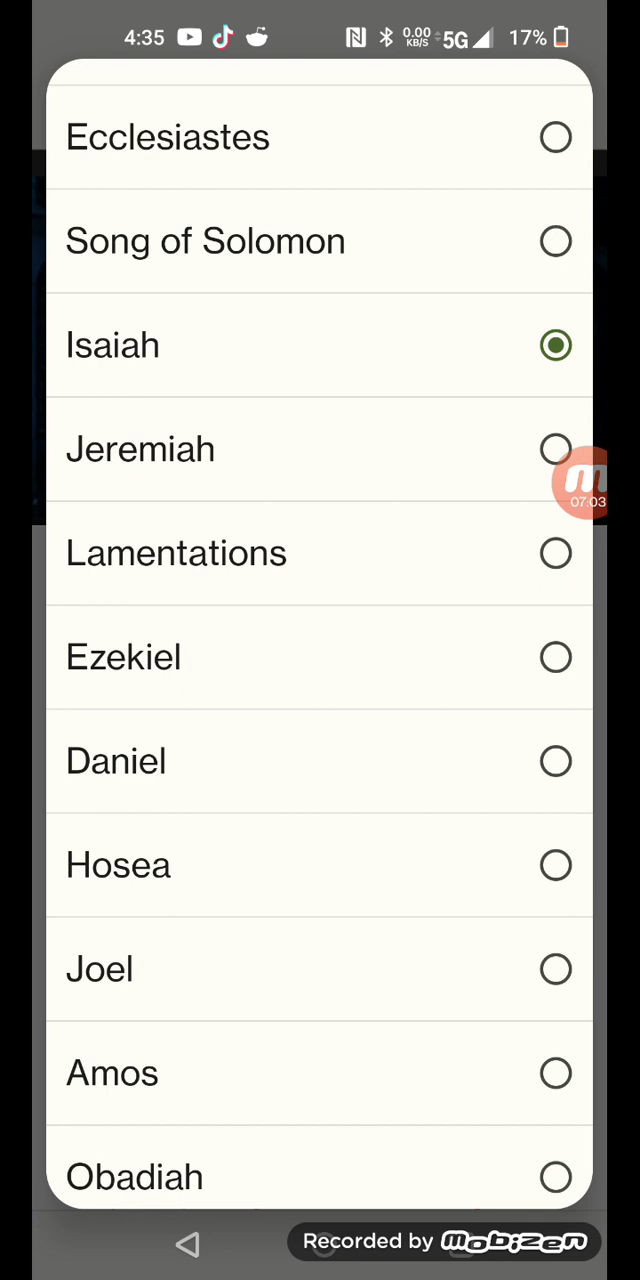 4:35 0.00 KB/S 5G 17%
Ecclesiastes
Song of Solomon
Isaiah
Jeremiah
07:03
Lamentations
Ezekiel
Daniel
Hosea
Joel
Amos
Obadiah
Recorded by mobizen